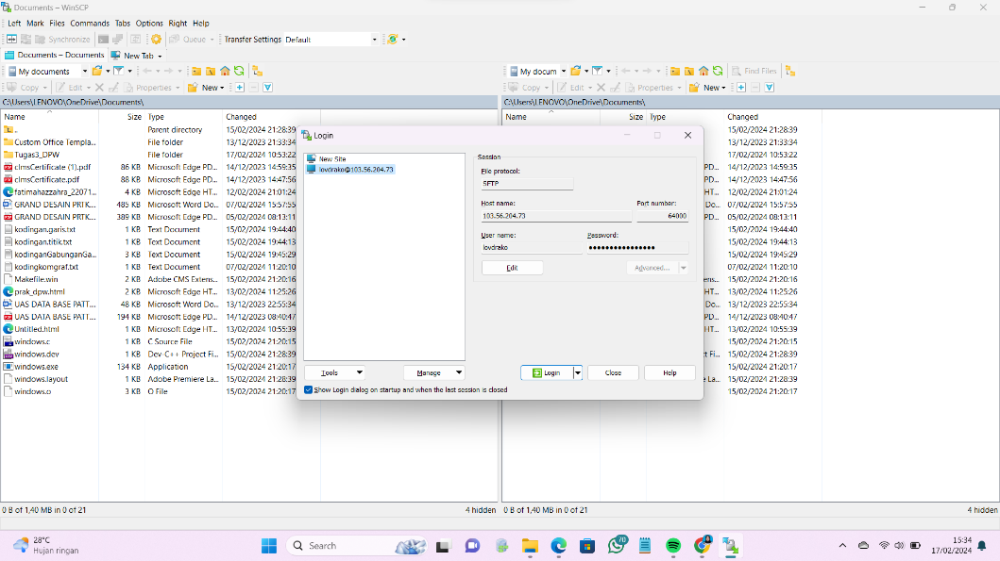 Documents – WinSCP
Left Mark Files Commands Tabs Options Right Help
Synchronize Queue Transfer Settings Default
Documents – Documents New Tab
My documents
Copy Edit Properties New
C:\Users\LENOVO\OneDrive\Documents\
Name Size Type Changed
.. Parent directory 15/02/2024 21:28:39
Custom Office Templa... File folder 13/12/2023 21:33:34
Tugas3_DPW File folder 17/02/2024 10:53:22
clmsCertificate (1).pdf 86 KB Microsoft Edge PD... 14/12/2023 14:59:35
clmsCertificate.pdf 88 KB Microsoft Edge PD... 14/12/2023 14:47:56
fatimahazzahra_22071... 4 KB Microsoft Edge HT... 12/02/2024 21:01:24
GRAND DESAIN PRTK... 485 KB Microsoft Word Do... 07/02/2024 15:57:55
GRAND DESAIN PRTK... 389 KB Microsoft Edge PD... 05/02/2024 08:13:11
kodingan.garis.txt 1 KB Text Document 15/02/2024 19:44:40
kodingan.titik.txt 1 KB Text Document 15/02/2024 19:44:13
kodinganGabunganGa... 3 KB Text Document 15/02/2024 19:45:29
kodingkomgraf.txt 1 KB Text Document 07/02/2024 11:20:10
Makefile.win 2 KB Adobe CMS Extens... 15/02/2024 21:20:16
prak_dpw.html 2 KB Microsoft Edge HT... 13/02/2024 11:25:26
UAS DATA BASE PATT... 48 KB Microsoft Word Do... 13/12/2023 22:55:34
UAS DATA BASE PATT... 194 KB Microsoft Edge PD... 14/12/2023 08:40:47
Untitled.html 1 KB Microsoft Edge HT... 13/02/2024 10:55:39
windows.c 1 KB C Source File 15/02/2024 21:20:15
windows.dev 1 KB Dev-C++ Project Fi... 15/02/2024 21:20:16
windows.exe 134 KB Application 15/02/2024 21:20:17
windows.layout 1 KB Adobe Premiere La... 15/02/2024 21:28:39
windows.o 3 KB O File 15/02/2024 21:20:17
0 B of 1,40 MB in 0 of 21 4 hidden
Login
New Site
lovdrako@103.56.204.73
Session
File protocol:
SFTP
Host name: Port number:
103.56.204.73 64000
User name: Password:
lovdrako ●●●●●●●●●●●●●●●●
Edit Advanced...
Tools Manage Login Close Help
Show Login dialog on startup and when the last session is closed
My docum Find Files
Copy Edit Properties New
C:\Users\LENOVO\OneDrive\Documents\
Name Size Type Changed
15/02/2024 21:28:39
13/12/2023 21:33:34
17/02/2024 10:53:22
PD... 14/12/2023 14:59:35
PD... 14/12/2023 14:47:56
HT... 12/02/2024 21:01:24
Do... 07/02/2024 15:57:55
PD... 05/02/2024 08:13:11
15/02/2024 19:44:40
15/02/2024 19:44:13
15/02/2024 19:45:29
07/02/2024 11:20:10
ens... 15/02/2024 21:20:16
HT... 13/02/2024 11:25:26
Do... 13/12/2023 22:55:34
PD... 14/12/2023 08:40:47
HT... 13/02/2024 10:55:39
15/02/2024 21:20:15
ct Fi... 15/02/2024 21:20:16
15/02/2024 21:20:17
e La... 15/02/2024 21:28:39
15/02/2024 21:20:17
0 B of 1,40 MB in 0 of 21 4 hidden
28°C
Hujan ringan
Search
70
15:34
17/02/2024